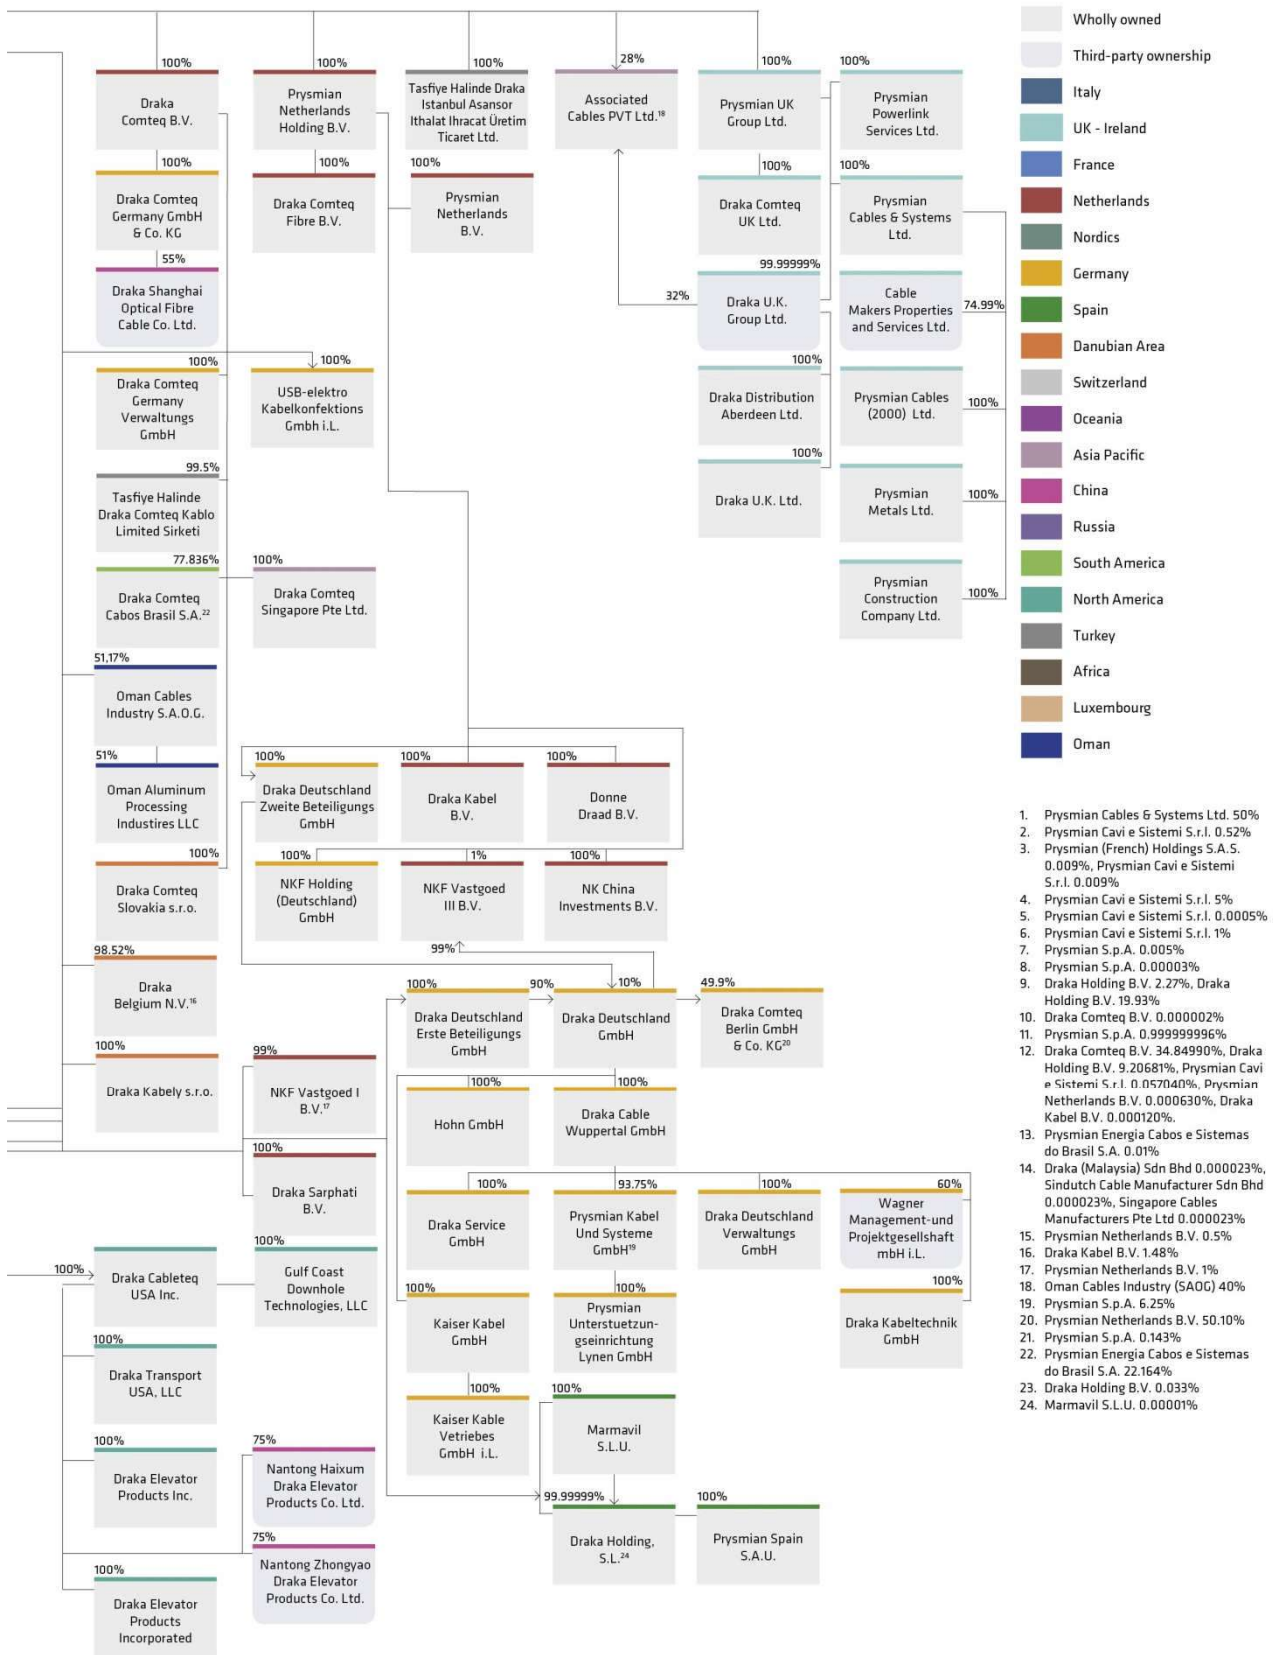 100%
100%
100%
28%
100%
100%
Draka
Comteq B.V.
Prysmian
Netherlands
Holding B.V.
Tasfiye Halinde Draka
Istanbul Asansor
Ithalat Ihracat Üretim
Ticaret Ltd.
Associated
Cables PVT Ltd.18
Prysmian UK
Group Ltd.
Prysmian
Powerlink
Services Ltd.
100%
100%
100%
100%
100%
Draka Comteq
Germany GmbH
& Co. KG
Draka Comteq
Fibre B.V.
Prysmian
Netherlands
B.V.
Draka Comteq
UK Ltd.
Prysmian
Cables & Systems
Ltd.
55%
99.99999%
Draka Shanghai
Optical Fibre
Cable Co. Ltd.
32%
Draka U.K.
Group Ltd.
Cable
Makers Properties
and Services Ltd.
74.99%
100%
100%
100%
Draka Comteq
Germany
Verwaltungs
GmbH
USB-elektro
Kabelkonfektions
Gmbh i.L.
Draka Distribution
Aberdeen Ltd.
Prysmian Cables
(2000) Ltd.
100%
99.5%
100%
Tasfiye Halinde
Draka Comteq Kablo
Limited Sirketi
Draka U.K. Ltd.
Prysmian
Metals Ltd.
100%
77.836%
100%
Draka Comteq
Cabos Brasil S.A.22
Draka Comteq
Singapore Pte Ltd.
Prysmian
Construction
Company Ltd.
100%
51,17%
Oman Cables
Industry S.A.O.G.
51%
100%
100%
100%
Oman Aluminum
Processing
Industires LLC
Draka Deutschland
Zweite Beteiligungs
GmbH
Draka Kabel
B.V.
Donne
Draad B.V.
100%
100%
1%
100%
Draka Comteq
Slovakia s.r.o.
NKF Holding
(Deutschland)
GmbH
NKF Vastgoed
III B.V.
NK China
Investments B.V.
98.52%
99%
Draka
Belgium N.V.16
100%
90%
10%
49.9%
Draka Deutschland
Erste Beteiligungs
GmbH
Draka Deutschland
GmbH
Draka Comteq
Berlin GmbH
& Co. KG20
100%
99%
Draka Kabely s.r.o.
NKF Vastgoed I
B.V.17
100%
100%
Hohn GmbH
Draka Cable
Wuppertal GmbH
100%
Draka Sarphati
B.V.
100%
93.75%
100%
60%
Draka Service
GmbH
Prysmian Kabel
Und Systeme
GmbH19
Draka Deutschland
Verwaltungs
GmbH
Wagner
Management-und
Projektgesellschaft
mbH i.L.
100%
100%
Draka Cableteq
USA Inc.
Gulf Coast
Downhole
Technologies, LLC
100%
100%
100%
Kaiser Kabel
GmbH
Prysmian
Unterstuetzun-
gseinrichtung
Lynen GmbH
Draka Kabeltechnik
GmbH
100%
Draka Transport
USA, LLC
100%
100%
Kaiser Kable
Vetriebes
GmbH i.L.
Marmavil
S.L.U.
100%
75%
Draka Elevator
Products Inc.
Nantong Haixum
Draka Elevator
Products Co. Ltd.
99.99999%
100%
Draka Holding,
S.L.24
Prysmian Spain
S.A.U.
75%
Nantong Zhongyao
Draka Elevator
Products Co. Ltd.
100%
Draka Elevator
Products
Incorporated
Wholly owned
Third-party ownership
Italy
UK - Ireland
France
Netherlands
Nordics
Germany
Spain
Danubian Area
Switzerland
Oceania
Asia Pacific
China
Russia
South America
North America
Turkey
Africa
Luxembourg
Oman
1. Prysmian Cables & Systems Ltd. 50%
2. Prysmian Cavi e Sistemi S.r.l. 0.52%
3. Prysmian (French) Holdings S.A.S.
0.009%, Prysmian Cavi e Sistemi
S.r.l. 0.009%
4. Prysmian Cavi e Sistemi S.r.l. 5%
5. Prysmian Cavi e Sistemi S.r.l. 0.0005%
6. Prysmian Cavi e Sistemi S.r.l. 1%
7. Prysmian S.p.A. 0.005%
8. Prysmian S.p.A. 0.00003%
9. Draka Holding B.V. 2.27%, Draka
Holding B.V. 19.93%
10. Draka Comteq B.V. 0.000002%
11. Prysmian S.p.A. 0.999999996%
12. Draka Comteq B.V. 34.84990%, Draka
Holding B.V. 9.20681%, Prysmian Cavi
e Sistemi S.r.l. 0.057040%, Prysmian
Netherlands B.V. 0.000630%, Draka
Kabel B.V. 0.000120%.
13. Prysmian Energia Cabos e Sistemas
do Brasil S.A. 0.01%
14. Draka (Malaysia) Sdn Bhd 0.000023%,
Sindutch Cable Manufacturer Sdn Bhd
0.000023%, Singapore Cables
Manufacturers Pte Ltd 0.000023%
15. Prysmian Netherlands B.V. 0.5%
16. Draka Kabel B.V. 1.48%
17. Prysmian Netherlands B.V. 1%
18. Oman Cables Industry (SAOG) 40%
19. Prysmian S.p.A. 6.25%
20. Prysmian Netherlands B.V. 50.10%
21. Prysmian S.p.A. 0.143%
22. Prysmian Energia Cabos e Sistemas
do Brasil S.A. 22.164%
23. Draka Holding B.V. 0.033%
24. Marmavil S.L.U. 0.00001%